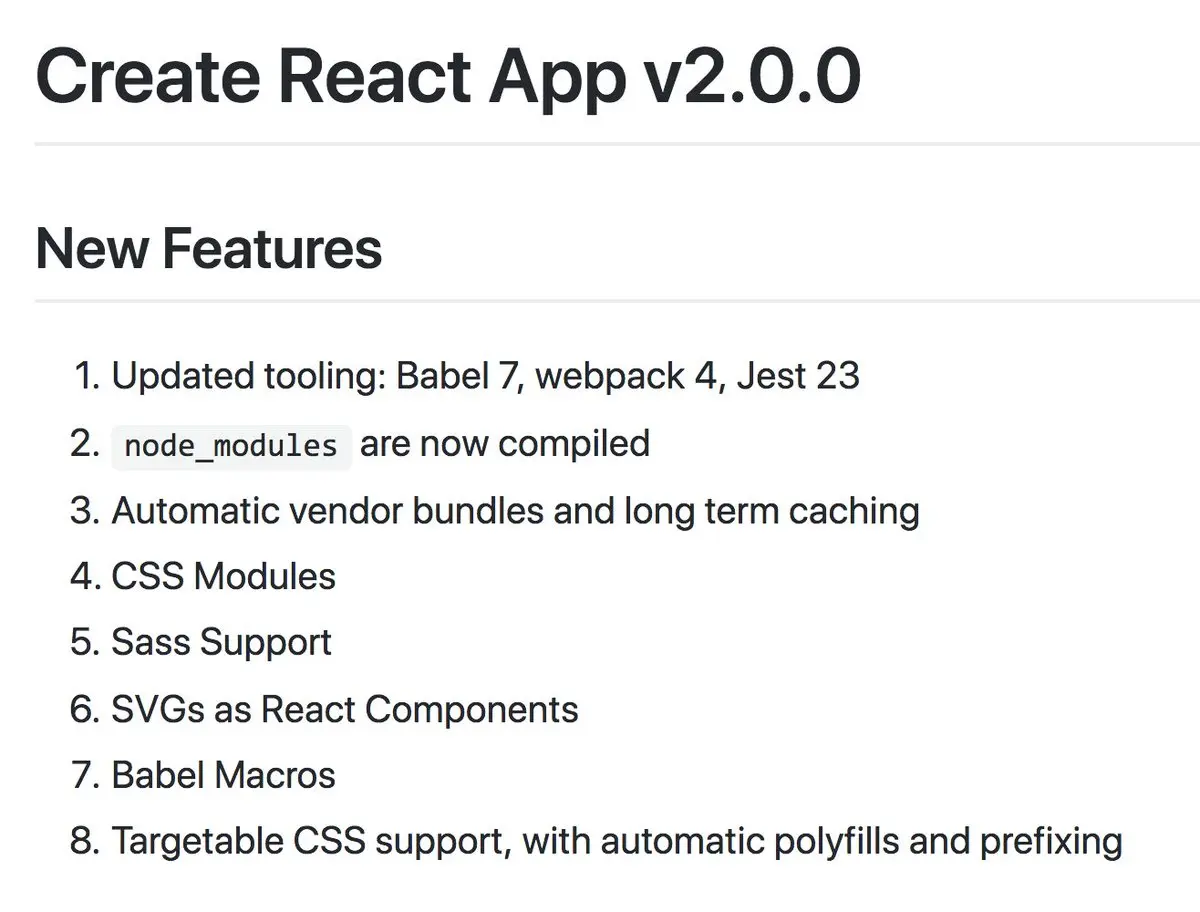 Create React App v2.0.0
New Features
1. Updated tooling: Babel 7, webpack 4, Jest 23
2. node_modules are now compiled
3. Automatic vendor bundles and long term caching
4. CSS Modules
5. Sass Support
6. SVGs as React Components
7. Babel Macros
8. Targetable CSS support, with automatic polyfills and prefixing